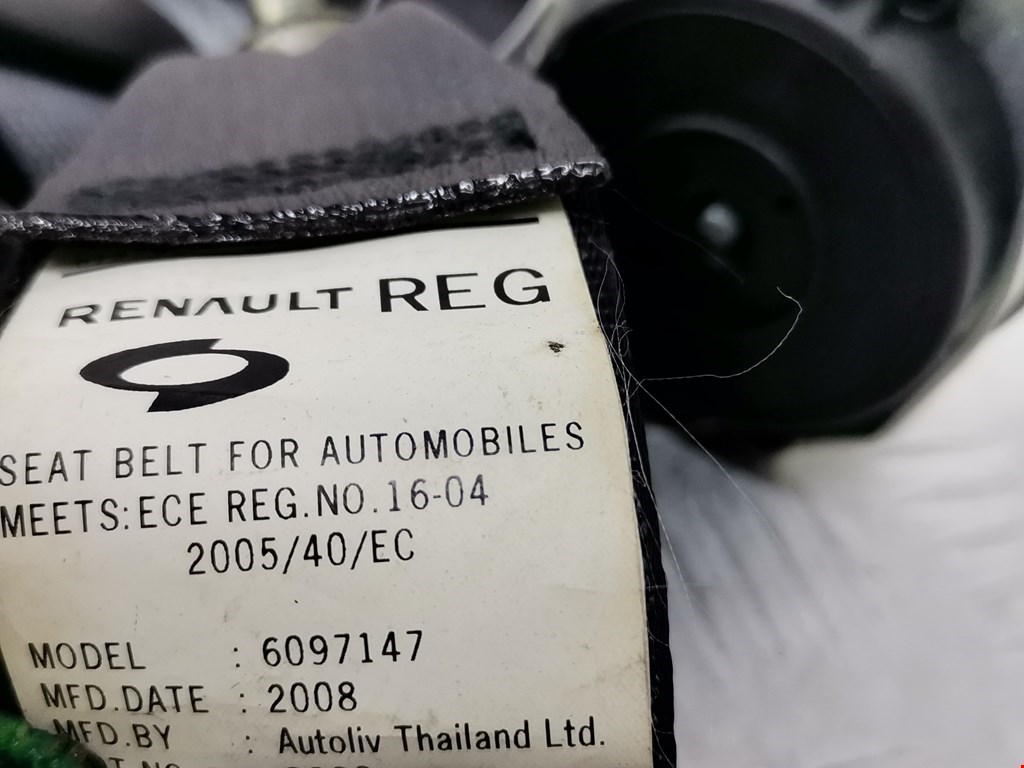 RENAULT REG
SEAT BELT FOR AUTOMOBILES
MEETS:ECE REG.NO.16-04
2005/40/EC
MODEL : 6097147
MFD.DATE : 2008
MFD.BY : Autoliv Thailand Ltd.